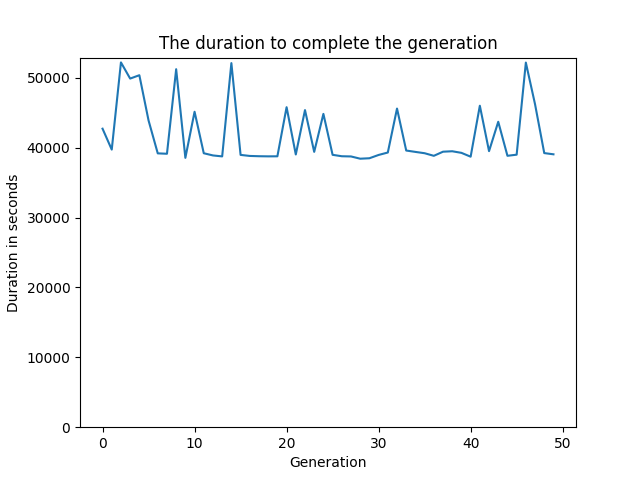 The duration to complete the generation
Duration in seconds
50000
40000
30000
20000
10000
0
0 10 20 30 40 50
Generation